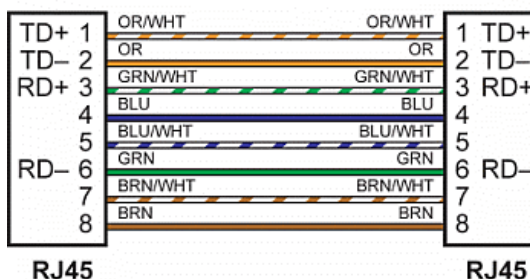 OR/WHT OR/WHT
TD+ 1 1 TD+
OR OR
TD– 2 2 TD–
GRN/WHT GRN/WHT
RD+ 3 3 RD+
BLU BLU
4 4
BLU/WHT BLU/WHT
5 5
GRN GRN
RD– 6 6 RD–
BRN/WHT BRN/WHT
7 7
BRN BRN
8 8
RJ45 RJ45